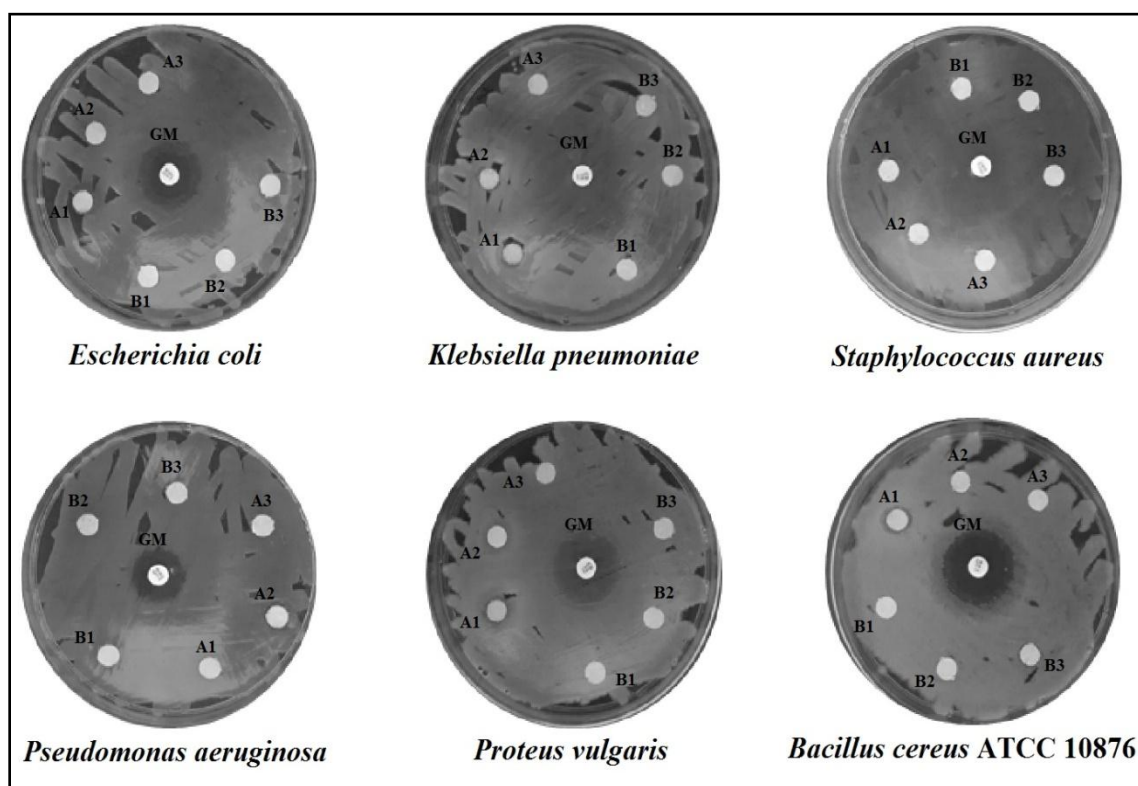 A3
A2
GM
A1
B3
B2
B1
Escherichia coli
A3
B3
GM
A2
B2
A1
B1
Klebsiella pneumoniae
B1
B2
GM
A1
B3
A2
A3
Staphylococcus aureus
B3
B2
A3
GM
A2
B1
A1
Pseudomonas aeruginosa
A3
B3
GM
A2
B2
A1
B1
Proteus vulgaris
A2
A3
A1
GM
B1
B3
B2
Bacillus cereus ATCC 10876